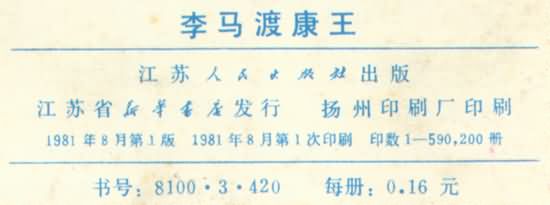 李马渡康王
江苏人民出版社出版
江苏省新华书店发行 扬州印刷厂印刷
1981年8月第1版 1981年8月第1次印刷 印数1—590,200册
书号:8100·3·420 每册:0.16元